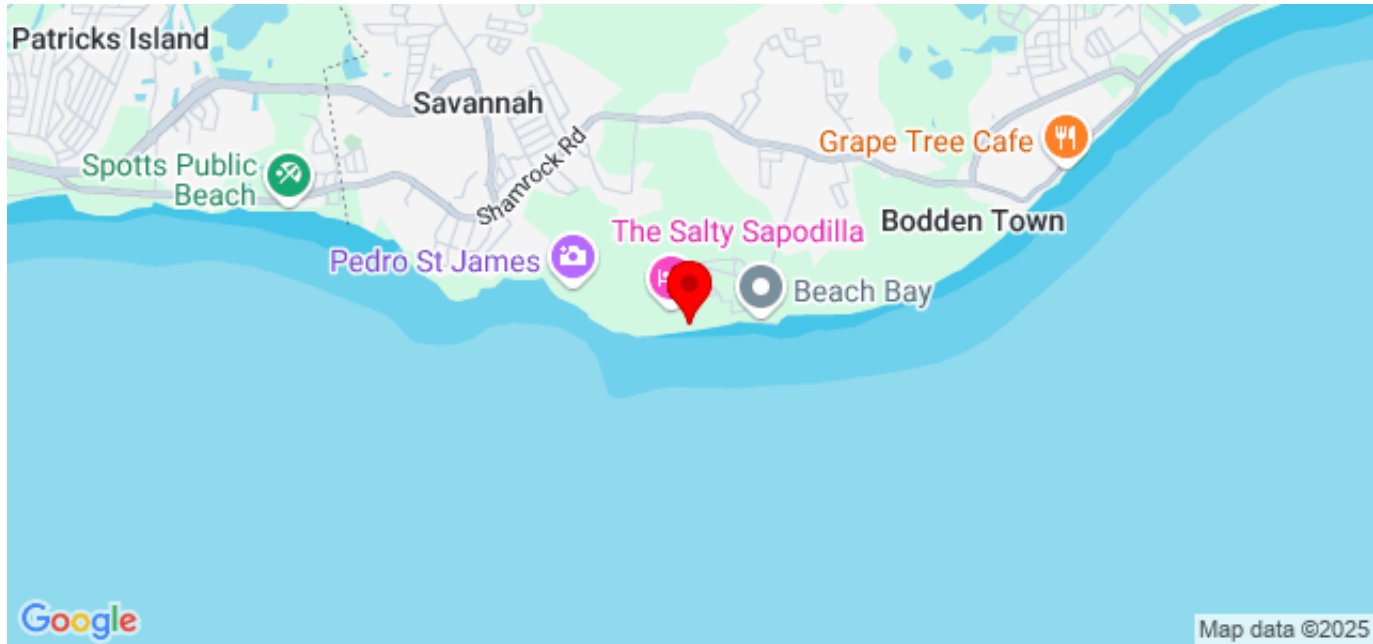 Patricks Island
Savannah
Grape Tree Cafe
Spotts Public
Beach
Shamrock Rd
Bodden Town
The Salty Sapodilla
Pedro St James
Beach Bay
Google
Map data ©2025